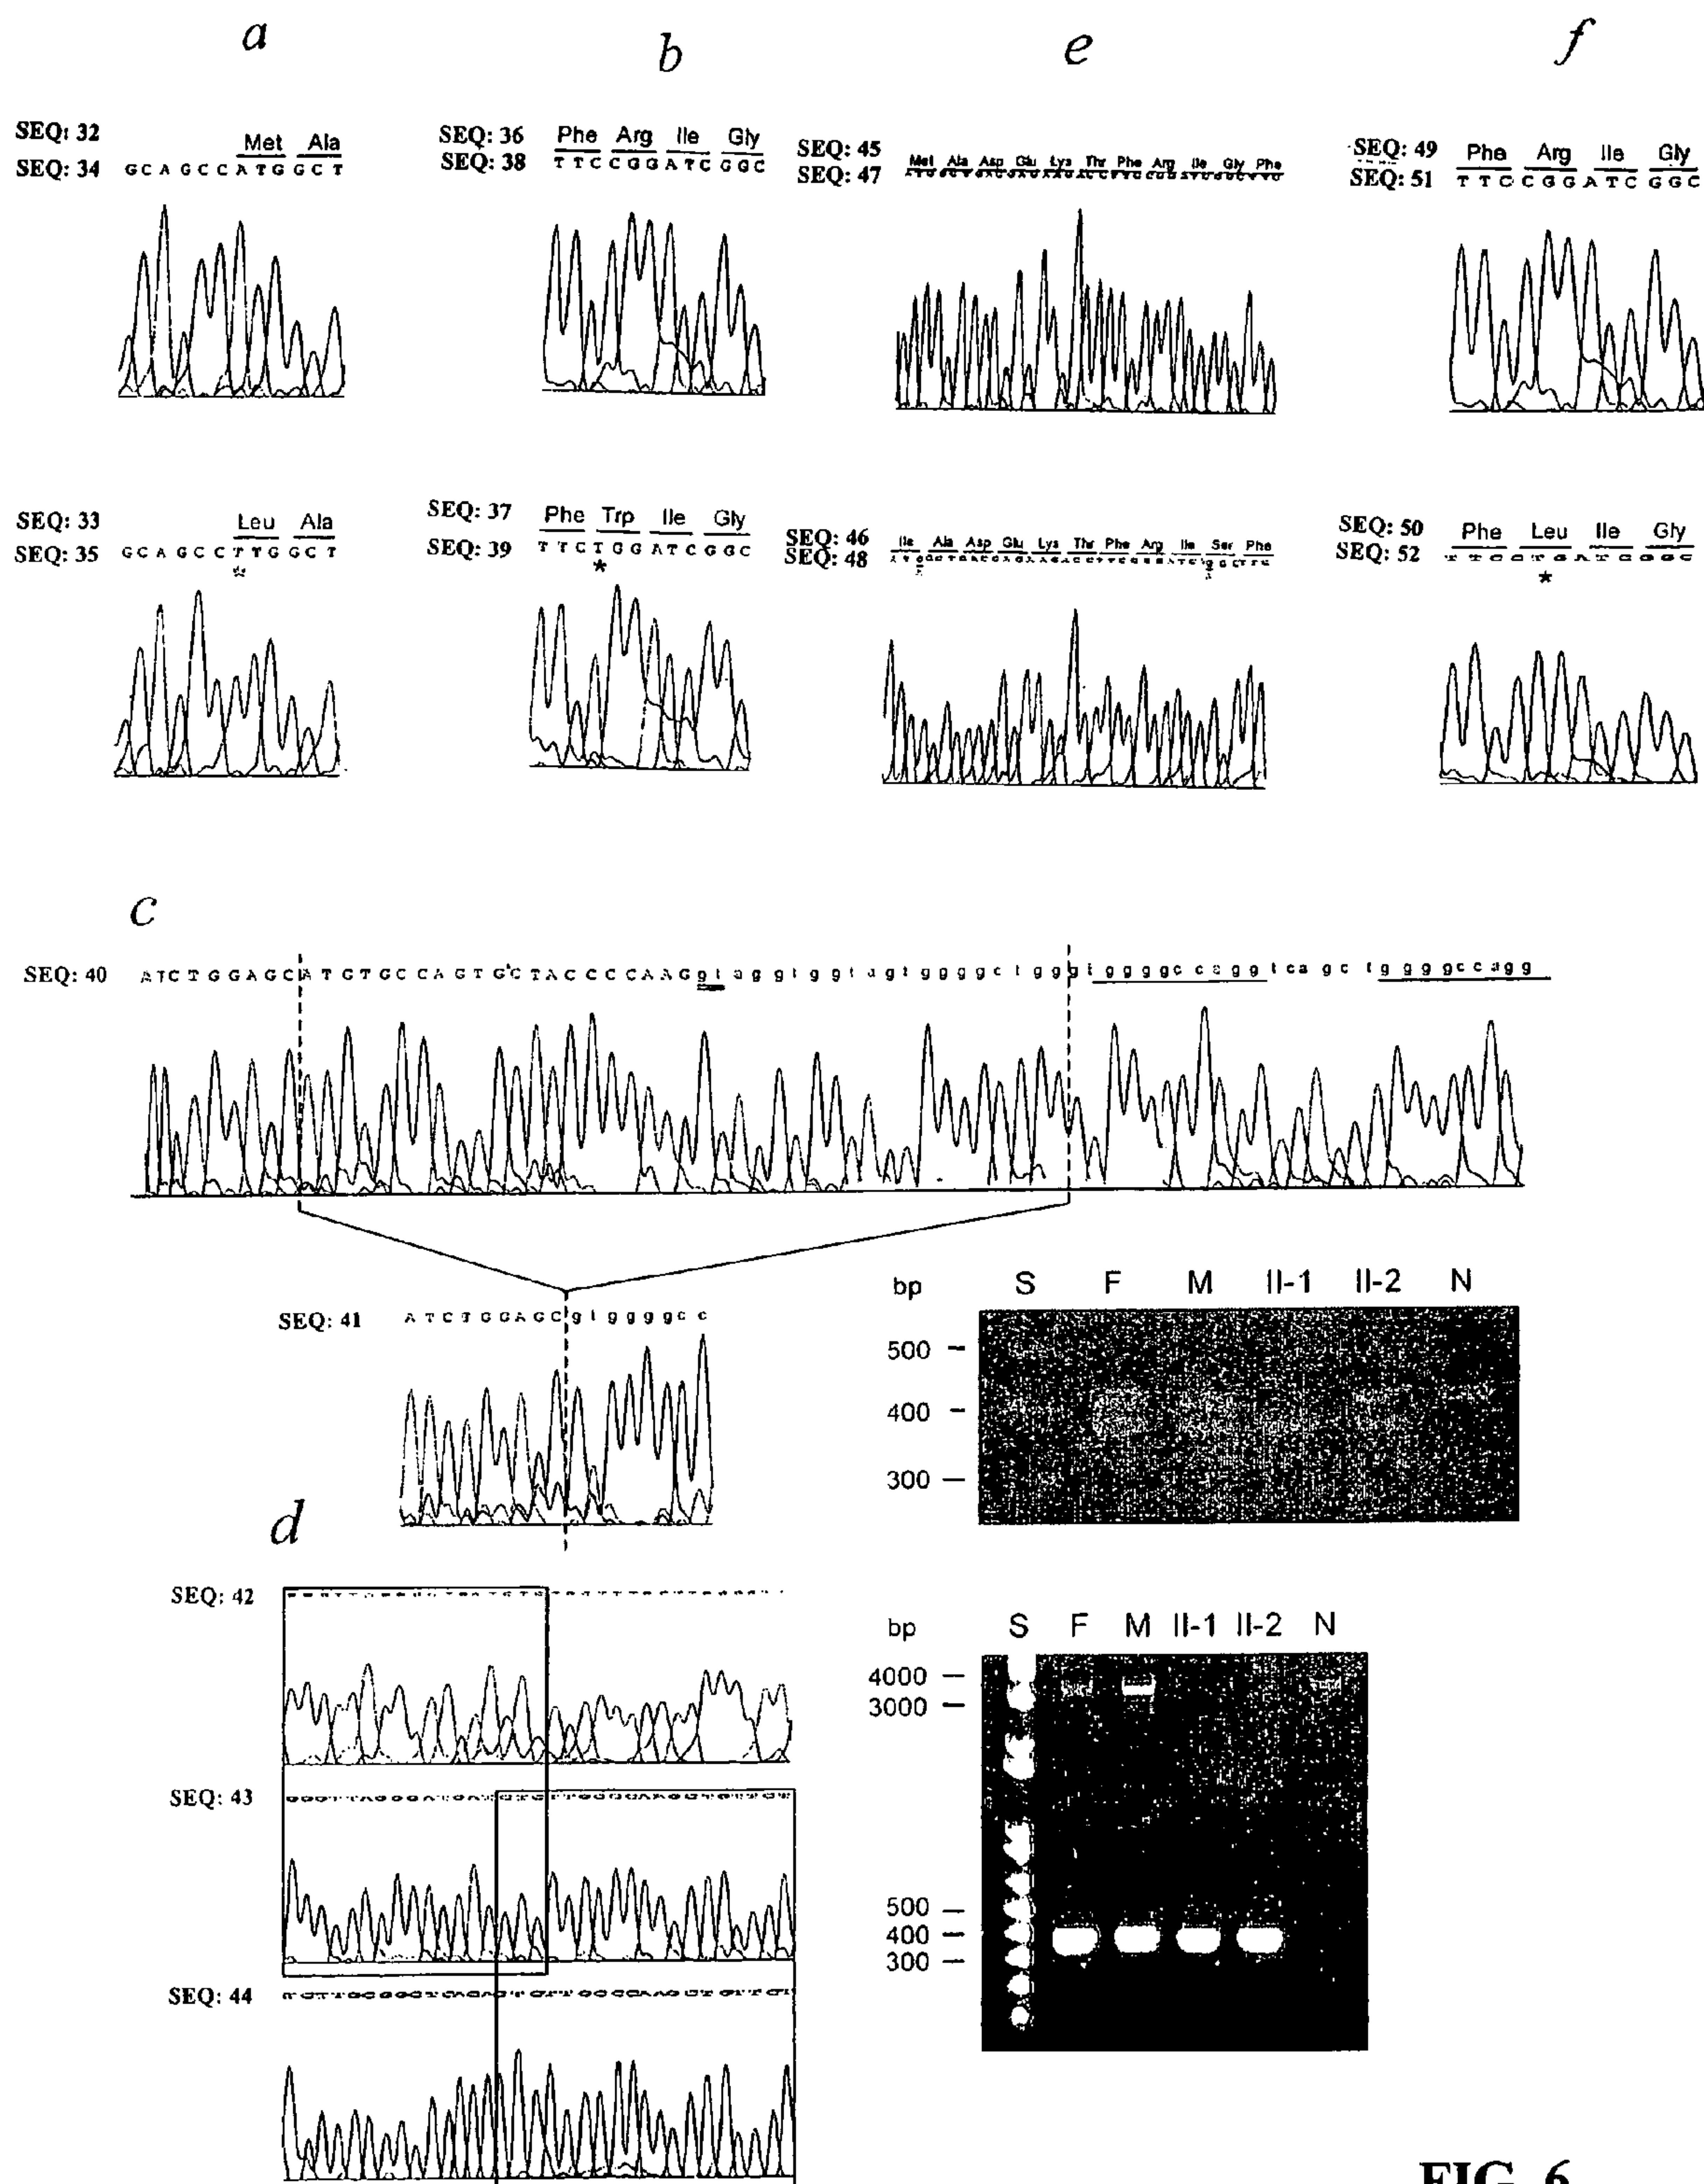 a
b
e
f
SEQ: 32
Met Ala
SEQ: 34 GCAGCCATGGCT
SEQ: 36 Phe Arg Ile Gly
SEQ: 38 TTCCGGATCGGC
SEQ: 45 Met Ala Asp Glu Lys Thr Phe Arg Ile Gly Phe
SEQ: 47
SEQ: 49 Phe Arg Ile Gly
SEQ: 51 TTCCGGATCGGC
SEQ: 33 Leu Ala
SEQ: 35 GCAGCCTTGGCT
*
SEQ: 37 Phe Trp Ile Gly
SEQ: 39 TTCTGGATCGGC
*
SEQ: 46 Ile Ala Asp Glu Lys Thr Phe Arg Ile Ser Phe
SEQ: 48
SEQ: 50 Phe Leu Ile Gly
SEQ: 52
*
c
SEQ: 40 ATCTGGAGCATGTGCCAGTGCTACCCCAAGgtaggtggtagtggggctgggtggggccaggtcagctggggccagg
SEQ: 41 ATCTGGAGCgtggggcc
bp S F M II-1 II-2 N
500
400
300
d
SEQ: 42
SEQ: 43
SEQ: 44
bp S F M II-1 II-2 N
4000
3000
500
400
300
FIG. 6